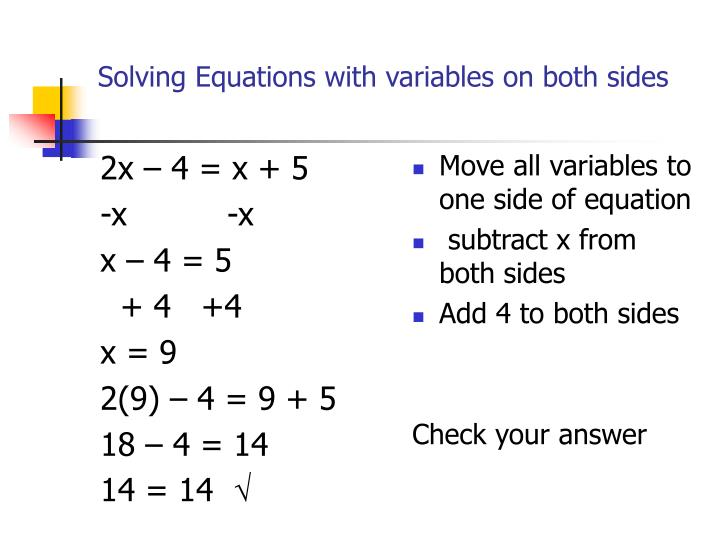 Solving Equations with variables on both sides
2x – 4 = x + 5
-x -x
x – 4 = 5
+ 4 +4
x = 9
2(9) – 4 = 9 + 5
18 – 4 = 14
14 = 14 √
Move all variables to
one side of equation
subtract x from
both sides
Add 4 to both sides
Check your answer